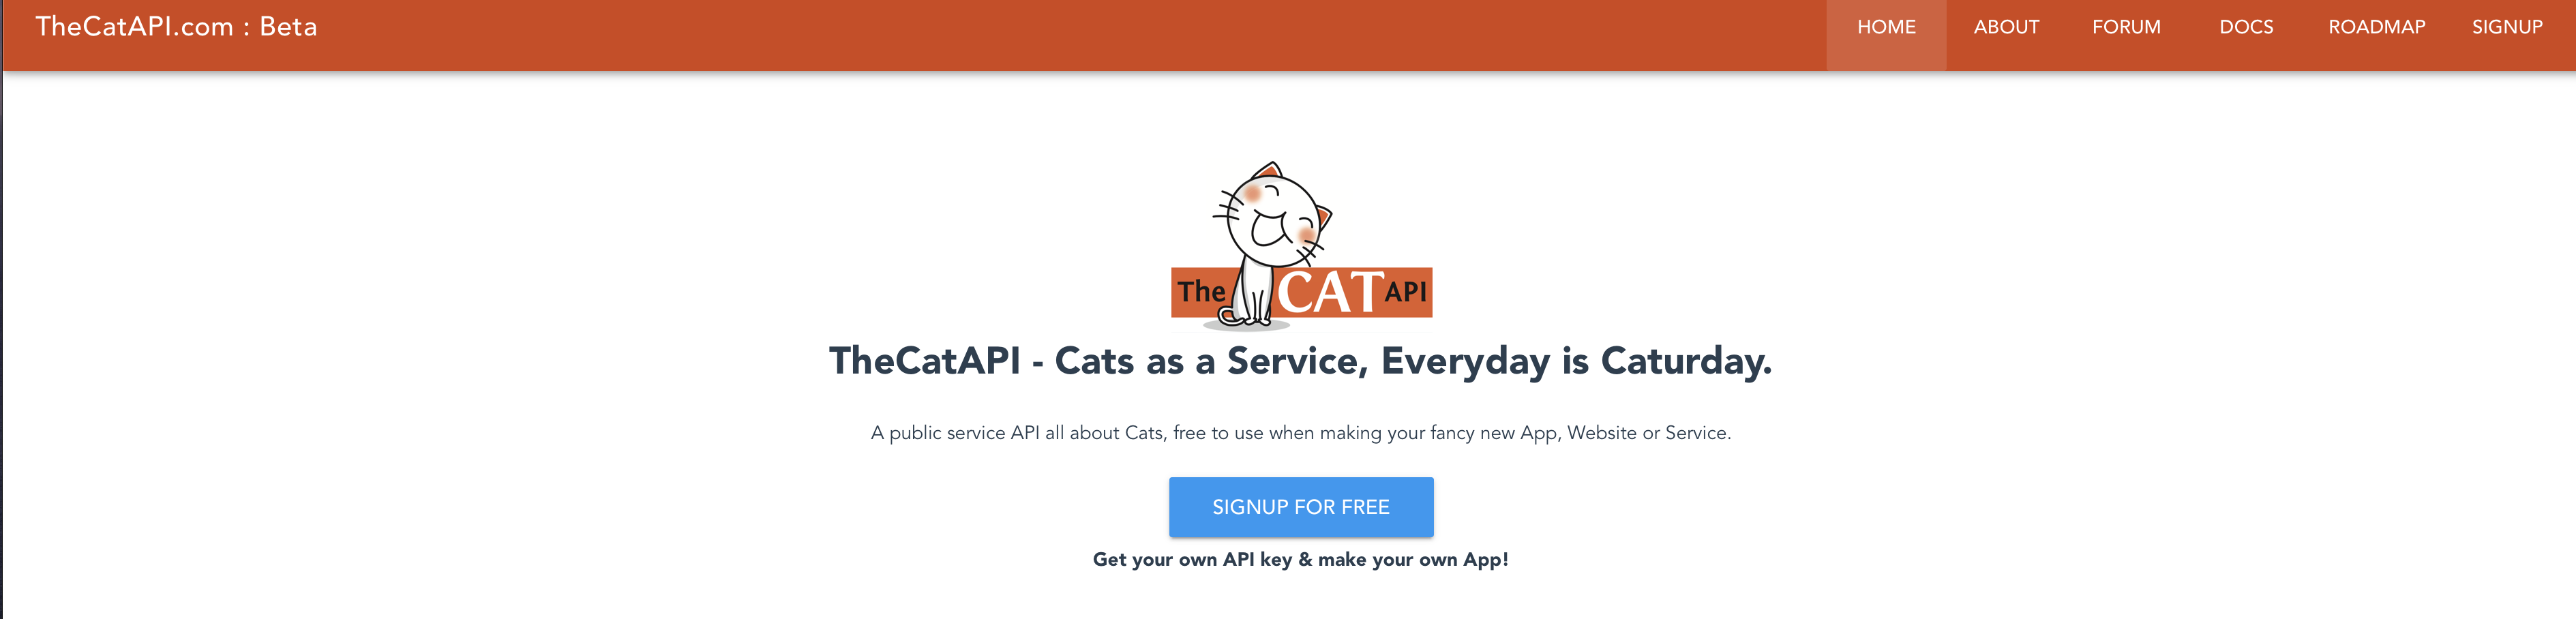 TheCatAPI.com : Beta
HOME ABOUT FORUM DOCS ROADMAP SIGNUP
The CAT API
TheCatAPI - Cats as a Service, Everyday is Caturday.
A public service API all about Cats, free to use when making your fancy new App, Website or Service.
SIGNUP FOR FREE
Get your own API key & make your own App!